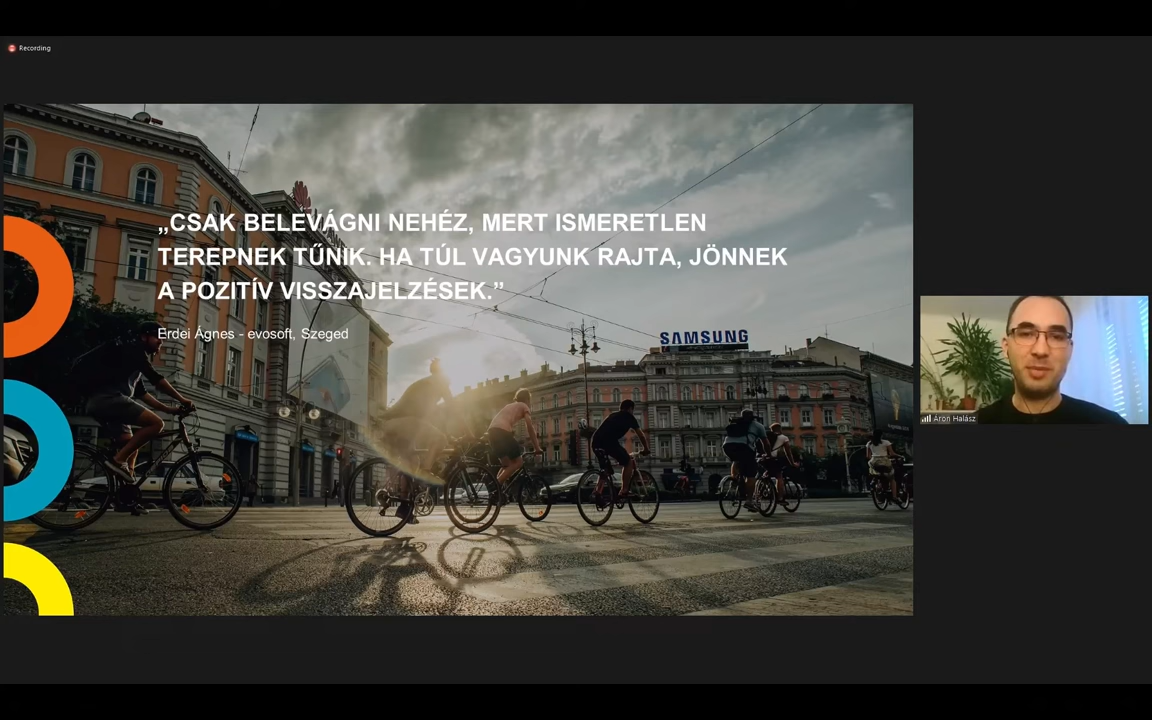 Recording
„CSAK BELEVÁGNI NEHÉZ, MERT ISMERETLEN
TEREPNEK TŰNIK. HA TÚL VAGYUNK RAJTA, JÖNNEK
A POZITÍV VISSZAJELZÉSEK.”
Erdei Ágnes - evosoft, Szeged
SAMSUNG
Áron Halász